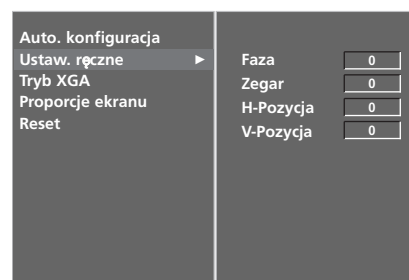 Auto. konfiguracja
Ustaw. ręczne ►
Tryb XGA
Proporcje ekranu
Reset
Faza 0
Zegar 0
H-Pozycja 0
V-Pozycja 0